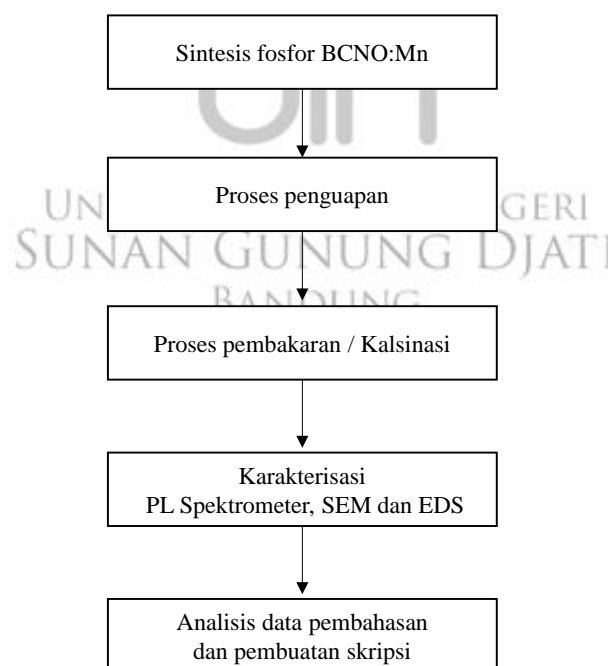 Sintesis fosfor BCNO:Mn
uin
Proses penguapan
UN GERI
SUNAN GUNUNG DJATI
BANDUNG
Proses pembakaran / Kalsinasi
Karakterisasi
PL Spektrometer, SEM dan EDS
Analisis data pembahasan
dan pembuatan skripsi